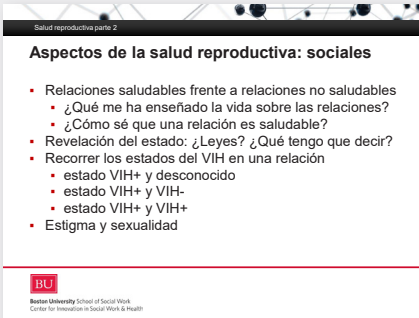 Salud reproductiva parte 2
Aspectos de la salud reproductiva: sociales
▪ Relaciones saludables frente a relaciones no saludables
▪ ¿Qué me ha enseñado la vida sobre las relaciones?
▪ ¿Cómo sé que una relación es saludable?
▪ Revelación del estado: ¿Leyes? ¿Qué tengo que decir?
▪ Recorrer los estados del VIH en una relación
▪ estado VIH+ y desconocido
▪ estado VIH+ y VIH-
▪ estado VIH+ y VIH+
▪ Estigma y sexualidad
BU
Boston University School of Social Work
Center for Innovation in Social Work & Health